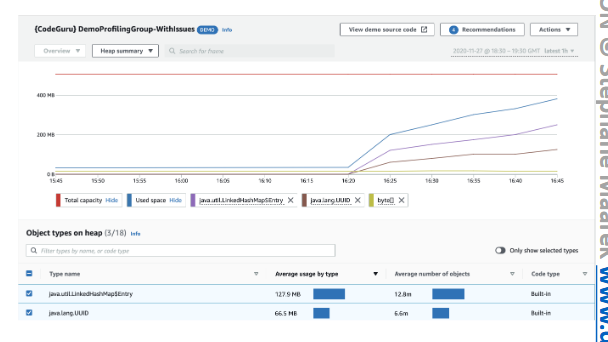 {CodeGuru} DemoProfilingGroup-WithIssues DEMO Info
View demo source code
4 Recommendations
Actions
Overview
Heap summary
Search for frame
2020-11-27 @ 18:30 - 19:30 GMT latest 1h
400 MB
200 MB
0 B
15:45 15:50 15:55 16:00 16:05 16:10 16:15 16:20 16:25 16:30 16:35 16:40 16:45
Total capacity Hide Used space Hide java.util.LinkedHashMap$Entry java.lang.UUID byte[]
Object types on heap (3/18) Info
Filter types by name, or code type
Only show selected types
Type name Average usage by type Average number of objects Code type
java.util.LinkedHashMap$Entry 127.9 MB 12.8m Built-in
java.lang.UUID 66.5 MB 6.6m Built-in
© Stephane Maarek